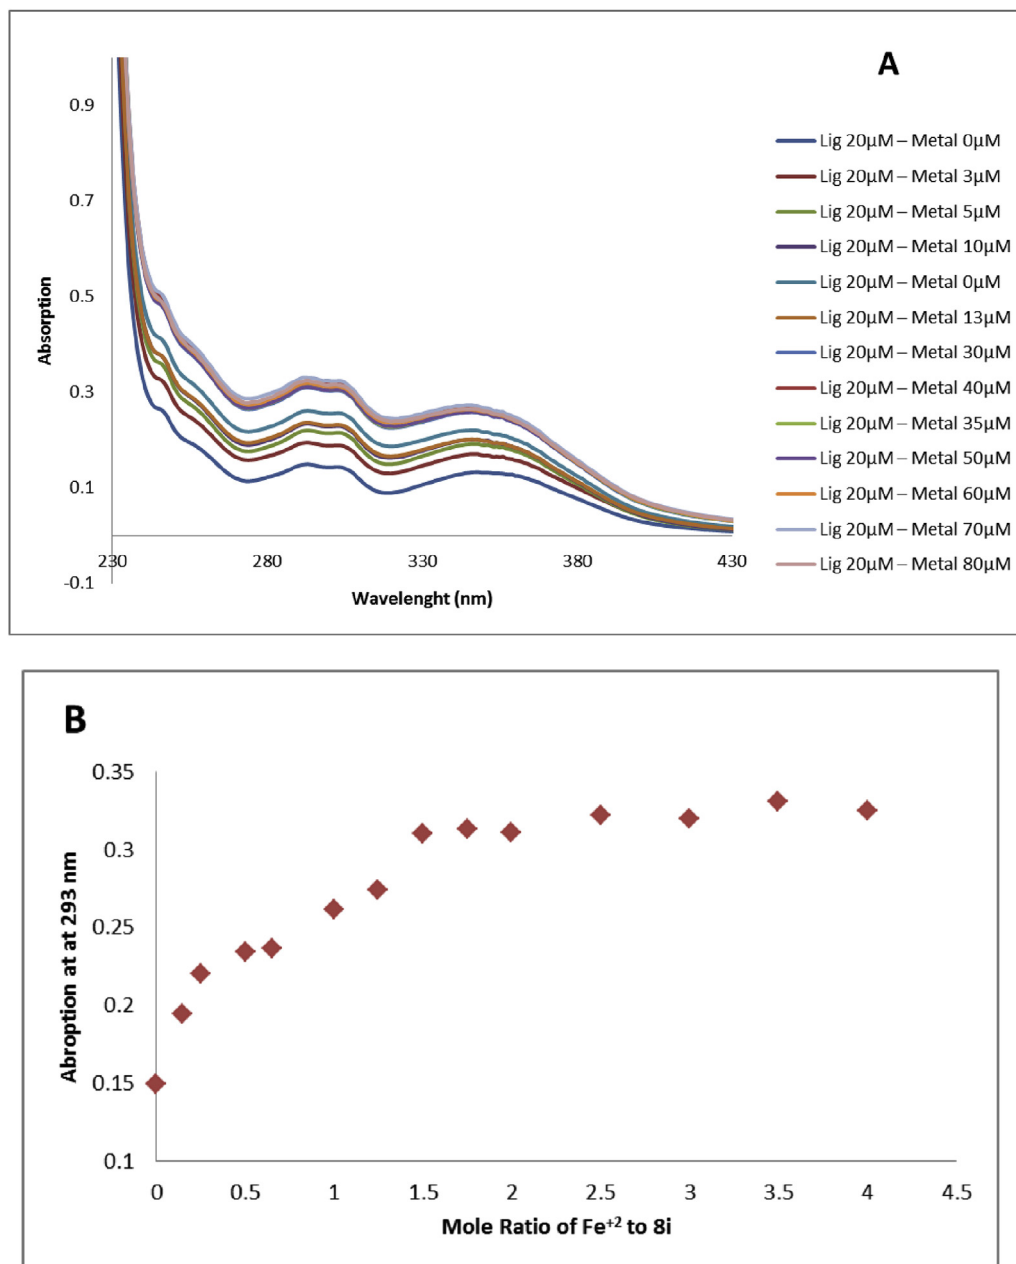 A
0.9
0.7
0.5
0.3
0.1
-0.1
Absorption
230 280 330 380 430
Wavelenght (nm)
Lig 20µM – Metal 0µM
Lig 20µM – Metal 3µM
Lig 20µM – Metal 5µM
Lig 20µM – Metal 10µM
Lig 20µM – Metal 0µM
Lig 20µM – Metal 13µM
Lig 20µM – Metal 30µM
Lig 20µM – Metal 40µM
Lig 20µM – Metal 35µM
Lig 20µM – Metal 50µM
Lig 20µM – Metal 60µM
Lig 20µM – Metal 70µM
Lig 20µM – Metal 80µM
B
0.35
0.3
0.25
0.2
0.15
0.1
Abroption at at 293 nm
0 0.5 1 1.5 2 2.5 3 3.5 4 4.5
Mole Ratio of Fe⁺² to 8i